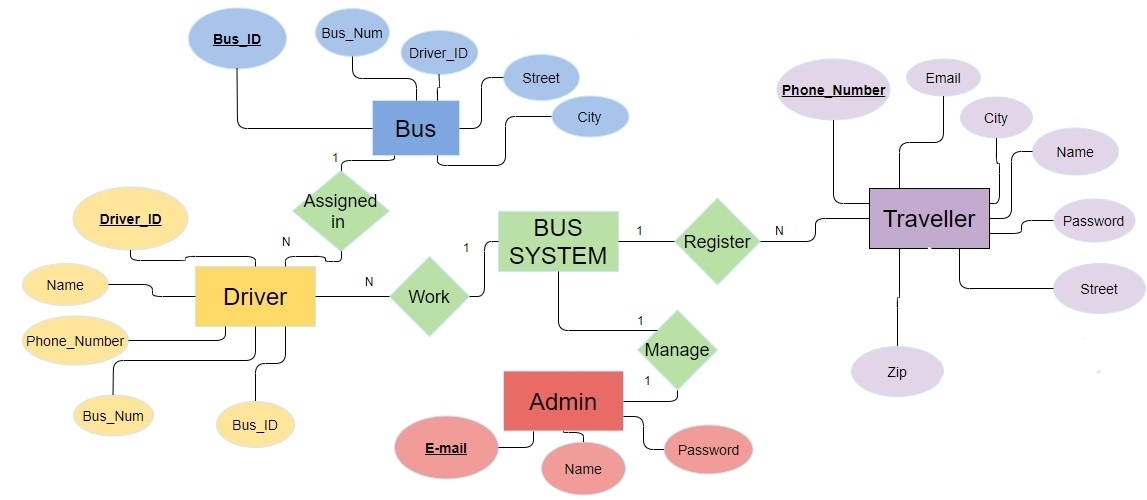 Bus_ID
Bus_Num
Driver_ID
Street
City
Bus
1
Assigned
in
N
Phone_Number
Email
City
Name
Password
Street
Zip
Traveller
Driver_ID
Name
Phone_Number
Bus_Num
Bus_ID
Driver
N
Work
1
BUS
SYSTEM
1
Register
N
1
Manage
1
Admin
E-mail
Name
Password